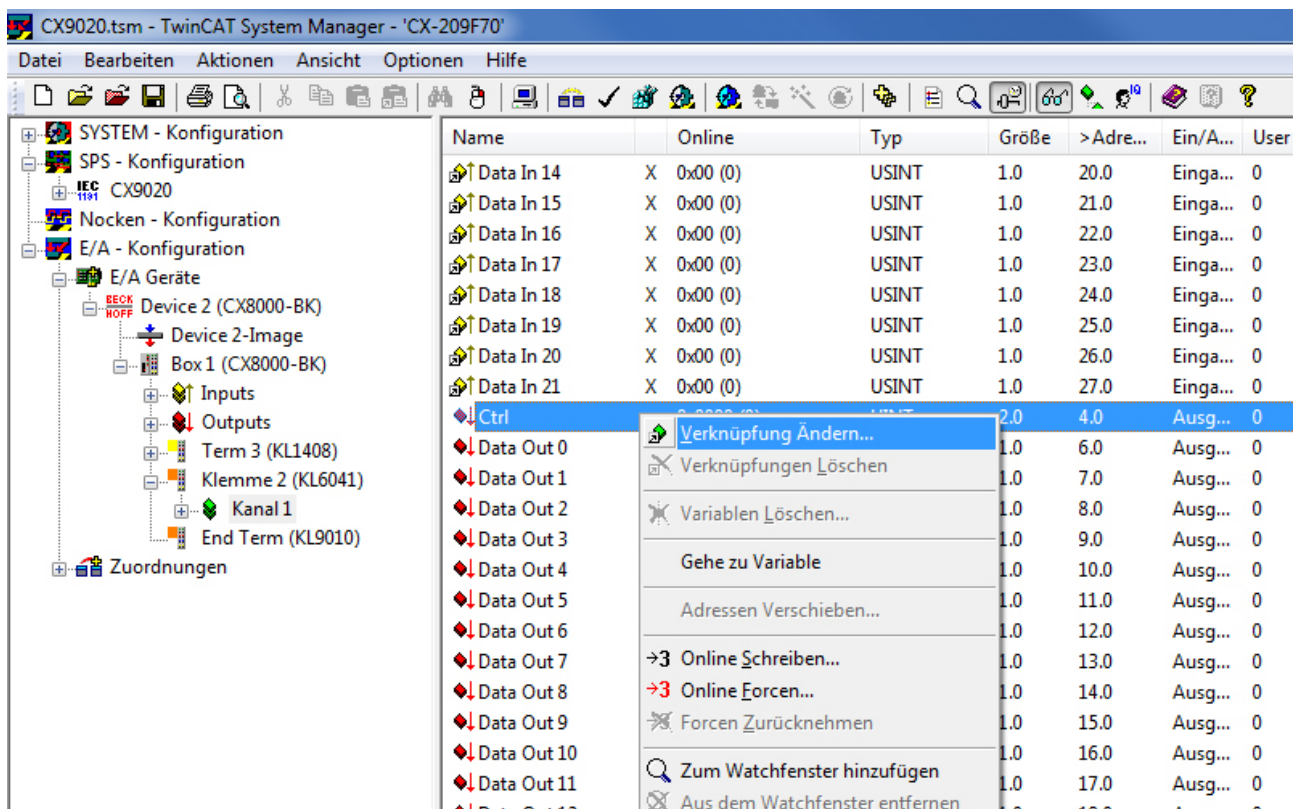 CX9020.tsm - TwinCAT System Manager - 'CX-209F70'
Datei Bearbeiten Aktionen Ansicht Optionen Hilfe
SYSTEM - Konfiguration
SPS - Konfiguration
IEC 1131 CX9020
Nocken - Konfiguration
E/A - Konfiguration
E/A Geräte
BECKHOFF Device 2 (CX8000-BK)
Device 2-Image
Box 1 (CX8000-BK)
Inputs
Outputs
Term 3 (KL1408)
Klemme 2 (KL6041)
Kanal 1
End Term (KL9010)
Zuordnungen
Name Online Typ Größe >Adre... Ein/A... User
Data In 14 X 0x00 (0) USINT 1.0 20.0 Einga... 0
Data In 15 X 0x00 (0) USINT 1.0 21.0 Einga... 0
Data In 16 X 0x00 (0) USINT 1.0 22.0 Einga... 0
Data In 17 X 0x00 (0) USINT 1.0 23.0 Einga... 0
Data In 18 X 0x00 (0) USINT 1.0 24.0 Einga... 0
Data In 19 X 0x00 (0) USINT 1.0 25.0 Einga... 0
Data In 20 X 0x00 (0) USINT 1.0 26.0 Einga... 0
Data In 21 X 0x00 (0) USINT 1.0 27.0 Einga... 0
Ctrl 2.0 4.0 Ausg... 0
Data Out 0 1.0 6.0 Ausg... 0
Data Out 1 1.0 7.0 Ausg... 0
Data Out 2 1.0 8.0 Ausg... 0
Data Out 3 1.0 9.0 Ausg... 0
Data Out 4 1.0 10.0 Ausg... 0
Data Out 5 1.0 11.0 Ausg... 0
Data Out 6 1.0 12.0 Ausg... 0
Data Out 7 1.0 13.0 Ausg... 0
Data Out 8 1.0 14.0 Ausg... 0
Data Out 9 1.0 15.0 Ausg... 0
Data Out 10 1.0 16.0 Ausg... 0
Data Out 11 1.0 17.0 Ausg... 0
Verknüpfung Ändern...
Verknüpfungen Löschen
Variablen Löschen...
Gehe zu Variable
Adressen Verschieben...
→3 Online Schreiben...
→3 Online Forcen...
Forcen Zurücknehmen
Zum Watchfenster hinzufügen
Aus dem Watchfenster entfernen